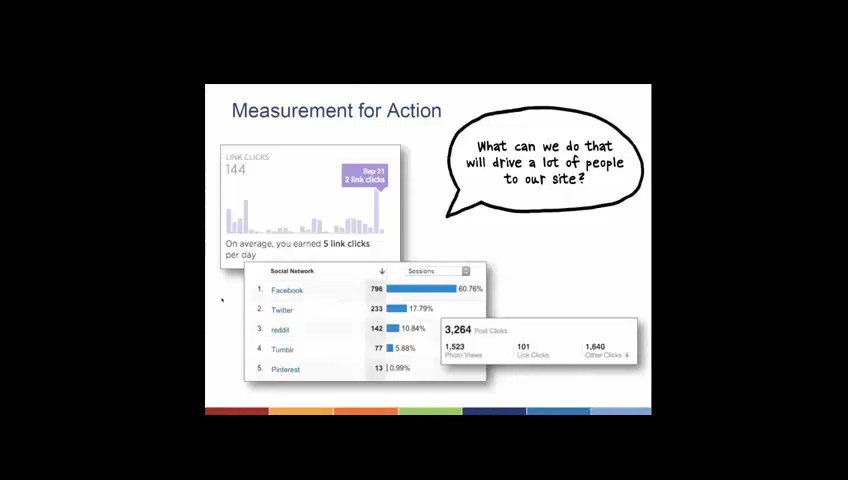 Measurement for Action
What can we do that
will drive a lot of people
to our site?
LINK CLICKS
144
Sep 21
2 link clicks
On average, you earned 5 link clicks
per day
Social Network Sessions
1. Facebook 796 60.76%
2. Twitter 233 17.79%
3. reddit 142 10.84%
4. Tumblr 77 5.88%
5. Pinterest 13 0.99%
3,264 Post Clicks
1,523 101 1,640
Photo Views Link Clicks Other Clicks